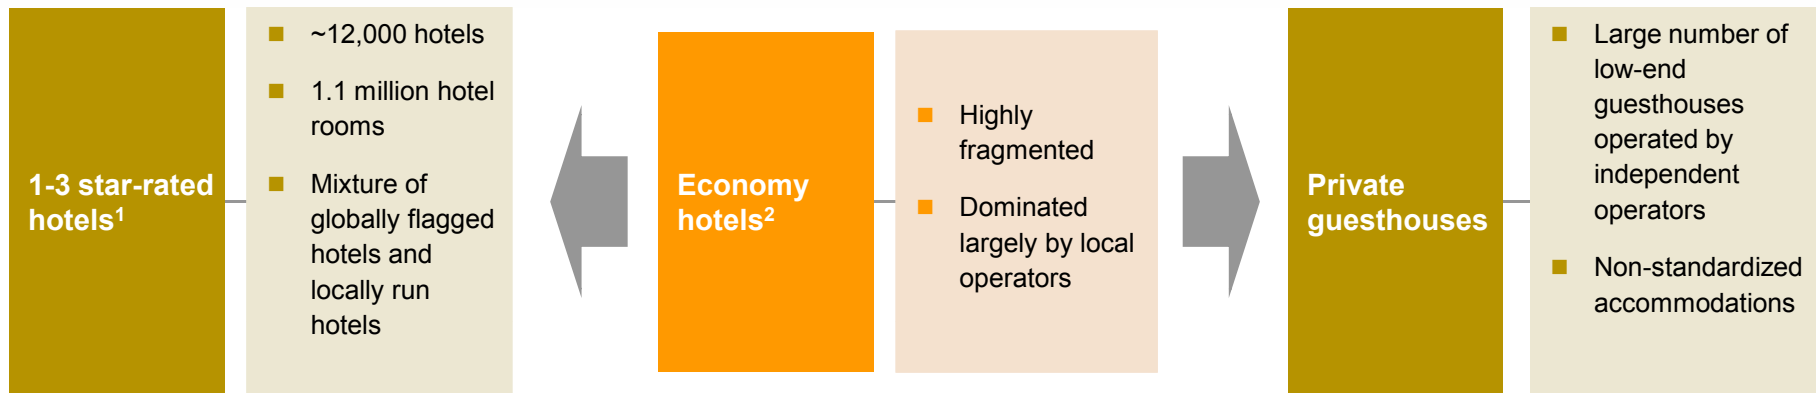 1-3 star-rated
hotels¹
■ ~12,000 hotels
■ 1.1 million hotel
rooms
■ Mixture of
globally flagged
hotels and
locally run
hotels
Economy
hotels²
■ Highly
fragmented
■ Dominated
largely by local
operators
Private
guesthouses
■ Large number of
low-end
guesthouses
operated by
independent
operators
■ Non-standardized
accommodations